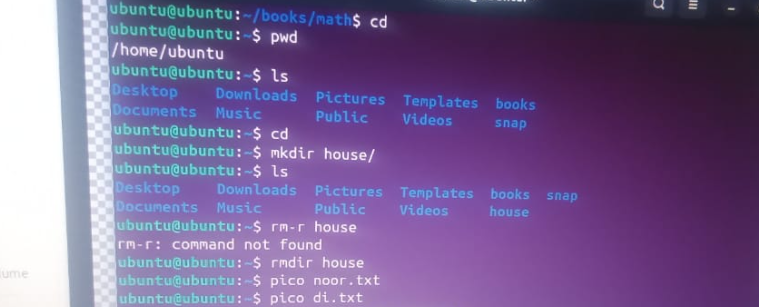 ubuntu@ubuntu:~/books/math$ cd
ubuntu@ubuntu:~$ pwd
/home/ubuntu
ubuntu@ubuntu:~$ ls
Desktop Downloads Pictures Templates books
Documents Music Public Videos snap
ubuntu@ubuntu:~$ cd
ubuntu@ubuntu:~$ mkdir house/
ubuntu@ubuntu:~$ ls
Desktop Downloads Pictures Templates books snap
Documents Music Public Videos house
ubuntu@ubuntu:~$ rm-r house
rm-r: command not found
ubuntu@ubuntu:~$ rmdir house
ubuntu@ubuntu:~$ pico noor.txt
ubuntu@ubuntu:~$ pico di.txt